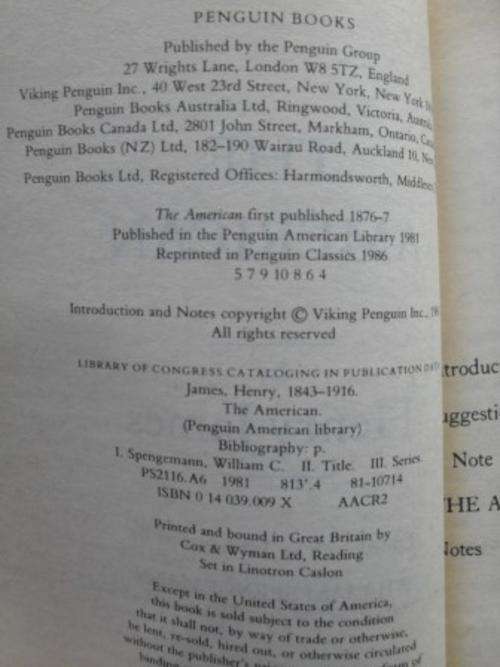 PENGUIN BOOKS
Published by the Penguin Group
27 Wrights Lane, London W8 5TZ, England
Viking Penguin Inc., 40 West 23rd Street, New York, New York
Penguin Books Australia Ltd, Ringwood, Victoria,
Penguin Books Canada Ltd, 2801 John Street, Markham, Ontario,
Penguin Books (NZ) Ltd, 182–190 Wairau Road, Auckland 10,
Penguin Books Ltd, Registered Offices: Harmondsworth,
The American first published 1876–7
Published in the Penguin American Library 1981
Reprinted in Penguin Classics 1986
5 7 9 10 8 6 4
Introduction and Notes copyright © Viking Penguin Inc.,
All rights reserved
LIBRARY OF CONGRESS CATALOGING IN PUBLICATION
James, Henry, 1843–1916.
The American.
(Penguin American library)
Bibliography: p.
I. Spengemann, William C. II. Title. III. Series.
PS2116.A6 1981 813'.4 81-10714
ISBN 0 14 039.009 X AACR2
Printed and bound in Great Britain by
Cox & Wyman Ltd, Reading
Set in Linotron Caslon
Except in the United States of America,
this book is sold subject to the condition
that it shall not, by way of trade or otherwise,
be lent, re-sold, hired out, or otherwise circulated
without the publisher's
Note